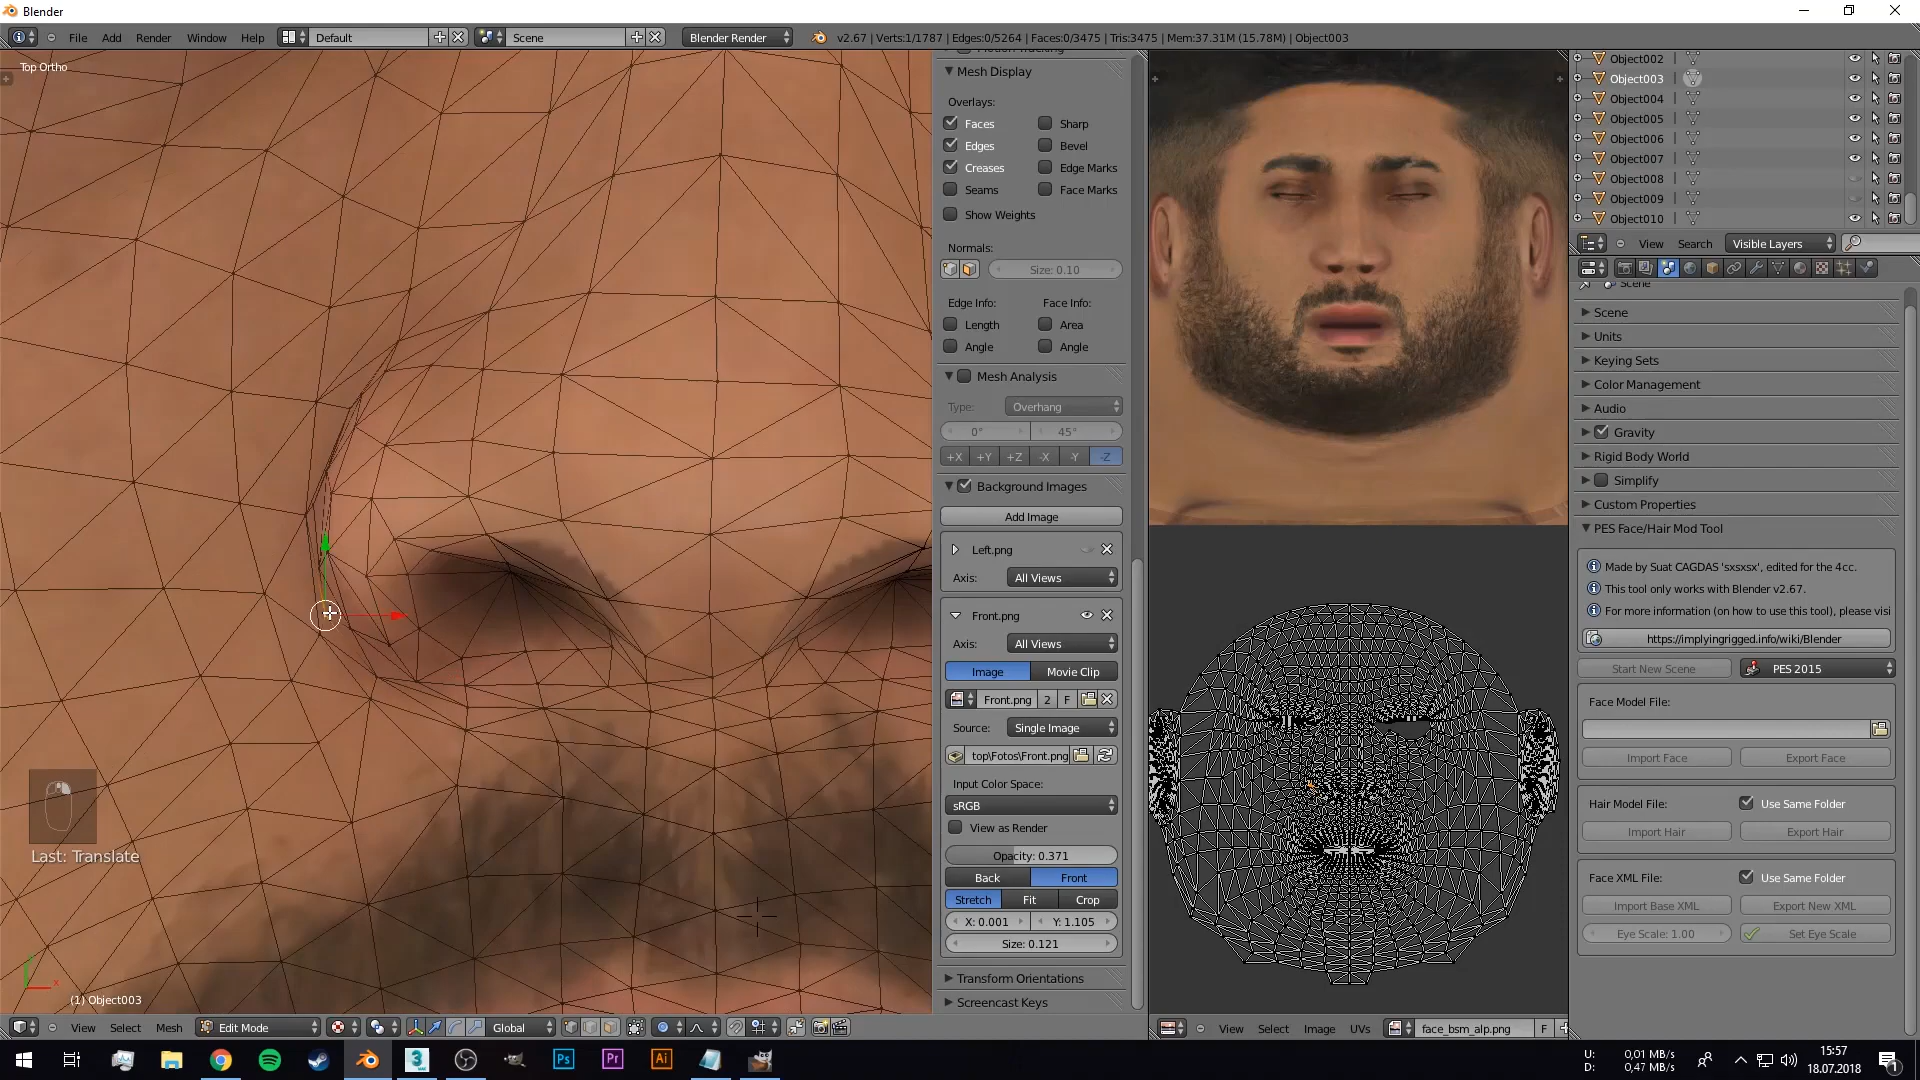 Blender
File Add Render Window Help Default Scene Blender Render v2.67 | Verts:1/1787 | Edges:0/5264 | Faces:0/3475 | Tris:3475 | Mem:37.31M (15.78M) | Object003
Top Ortho
Mesh Display
Overlays:
Faces Sharp
Edges Bevel
Creases Edge Marks
Seams Face Marks
Show Weights
Normals:
Size: 0.10
Edge Info: Face Info:
Length Area
Angle Angle
Mesh Analysis
Type: Overhang
0° 45°
+X +Y +Z -X -Y -Z
Background Images
Add Image
Left.png
Axis: All Views
Front.png
Axis: All Views
Image Movie Clip
Front.png 2 F
Source: Single Image
top\Fotos\Front.png
Input Color Space:
sRGB
View as Render
Opacity: 0.371
Back Front
Stretch Fit Crop
X: 0.001 Y: 1.105
Size: 0.121
Transform Orientations
Screencast Keys
Last: Translate
(1) Object003
View Select Mesh Edit Mode Global
View Select Image UVs face_bsm_alp.png F
Object002
Object003
Object004
Object005
Object006
Object007
Object008
Object009
Object010
View Search Visible Layers
Scene
Scene
Units
Keying Sets
Color Management
Audio
Gravity
Rigid Body World
Simplify
Custom Properties
PES Face/Hair Mod Tool
Made by Suat CAGDAS 'sxsxsx', edited for the 4cc.
This tool only works with Blender v2.67.
For more information (on how to use this tool), please visi
https://implyingrigged.info/wiki/Blender
Start New Scene PES 2015
Face Model File:
Import Face Export Face
Hair Model File: Use Same Folder
Import Hair Export Hair
Face XML File: Use Same Folder
Import Base XML Export New XML
Eye Scale: 1.00 Set Eye Scale
Ps Pr Ai
U: 0,01 MB/s
D: 0,47 MB/s
15:57
18.07.2018
1